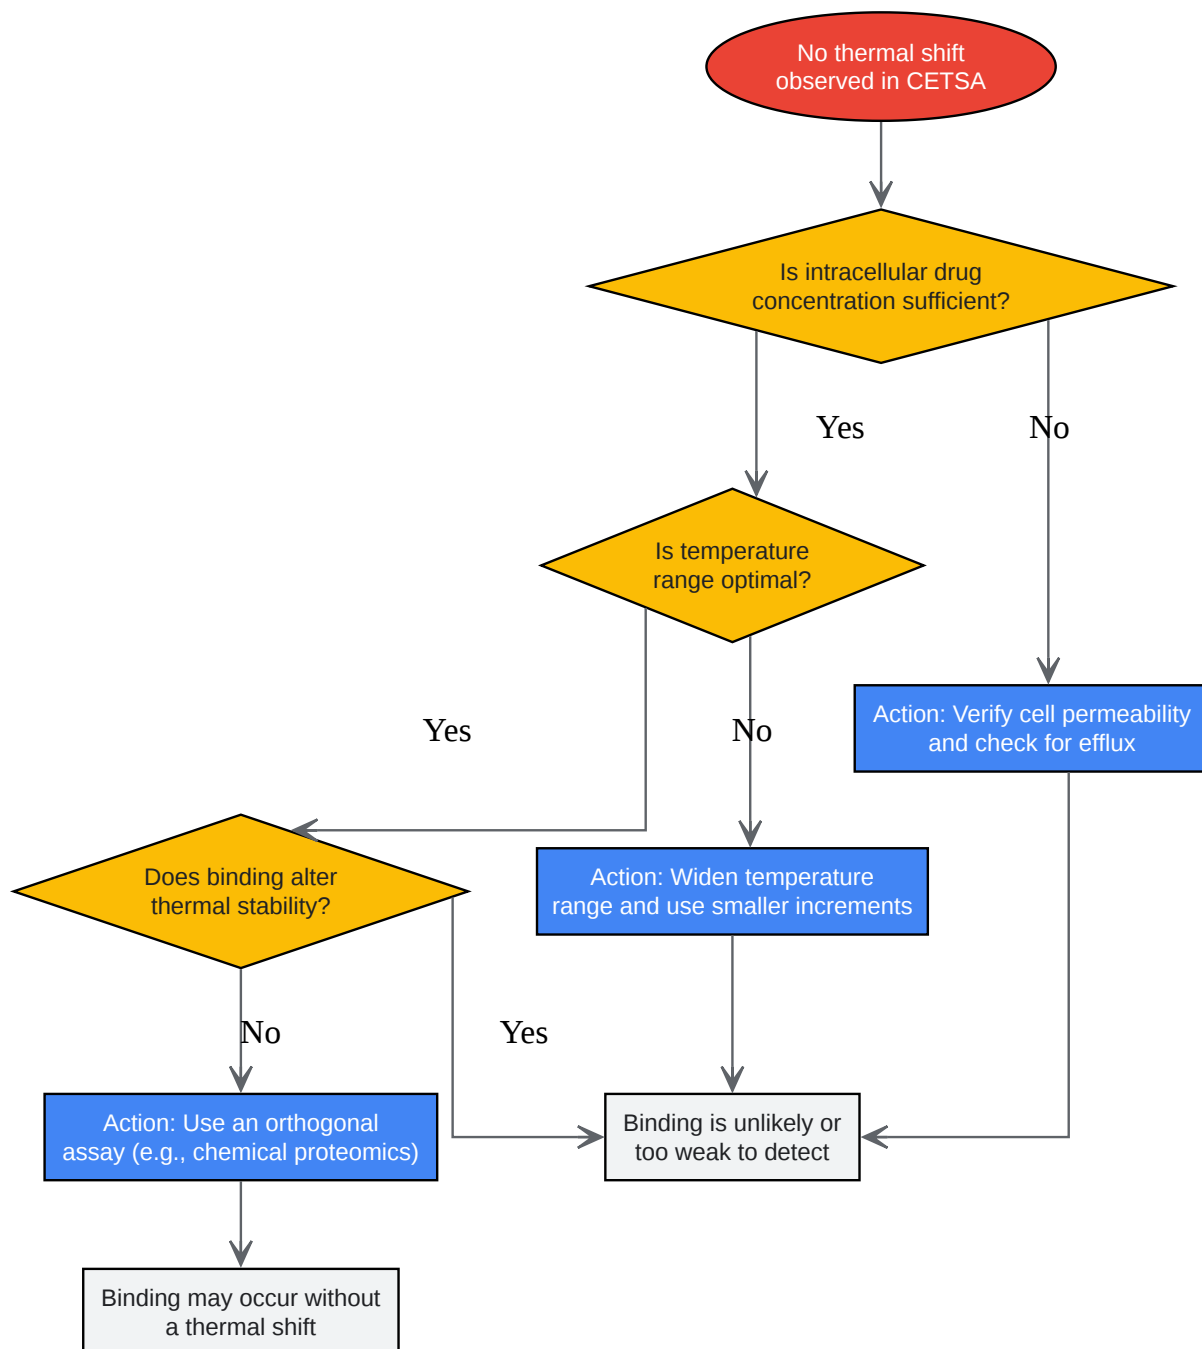 No thermal shift
observed in CETSA
Is intracellular drug
concentration sufficient?
Yes
No
Is temperature
range optimal?
Action: Verify cell permeability
and check for efflux
Yes
No
Does binding alter
thermal stability?
Action: Widen temperature
range and use smaller increments
No
Yes
Action: Use an orthogonal
assay (e.g., chemical proteomics)
Binding is unlikely or
too weak to detect
Binding may occur without
a thermal shift